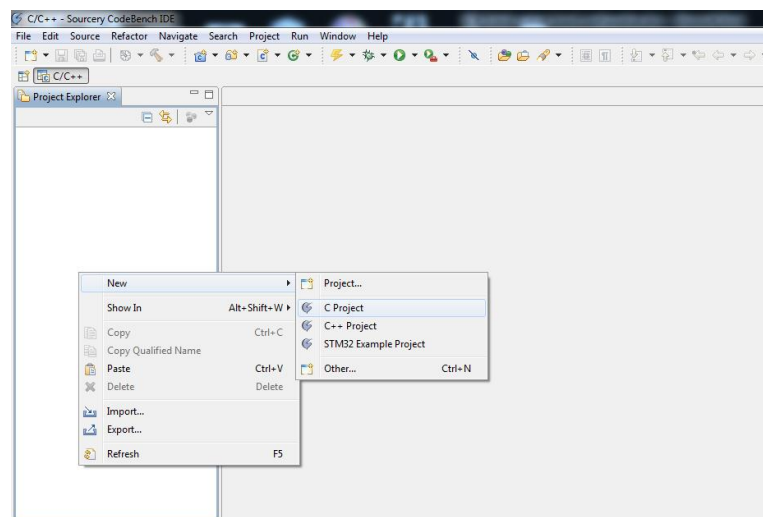 C/C++ - Sourcery CodeBench IDE
File Edit Source Refactor Navigate Search Project Run Window Help
C/C++
Project Explorer
New
Show In Alt+Shift+W
Copy Ctrl+C
Copy Qualified Name
Paste Ctrl+V
Delete Delete
Import...
Export...
Refresh F5
Project...
C Project
C++ Project
STM32 Example Project
Other... Ctrl+N